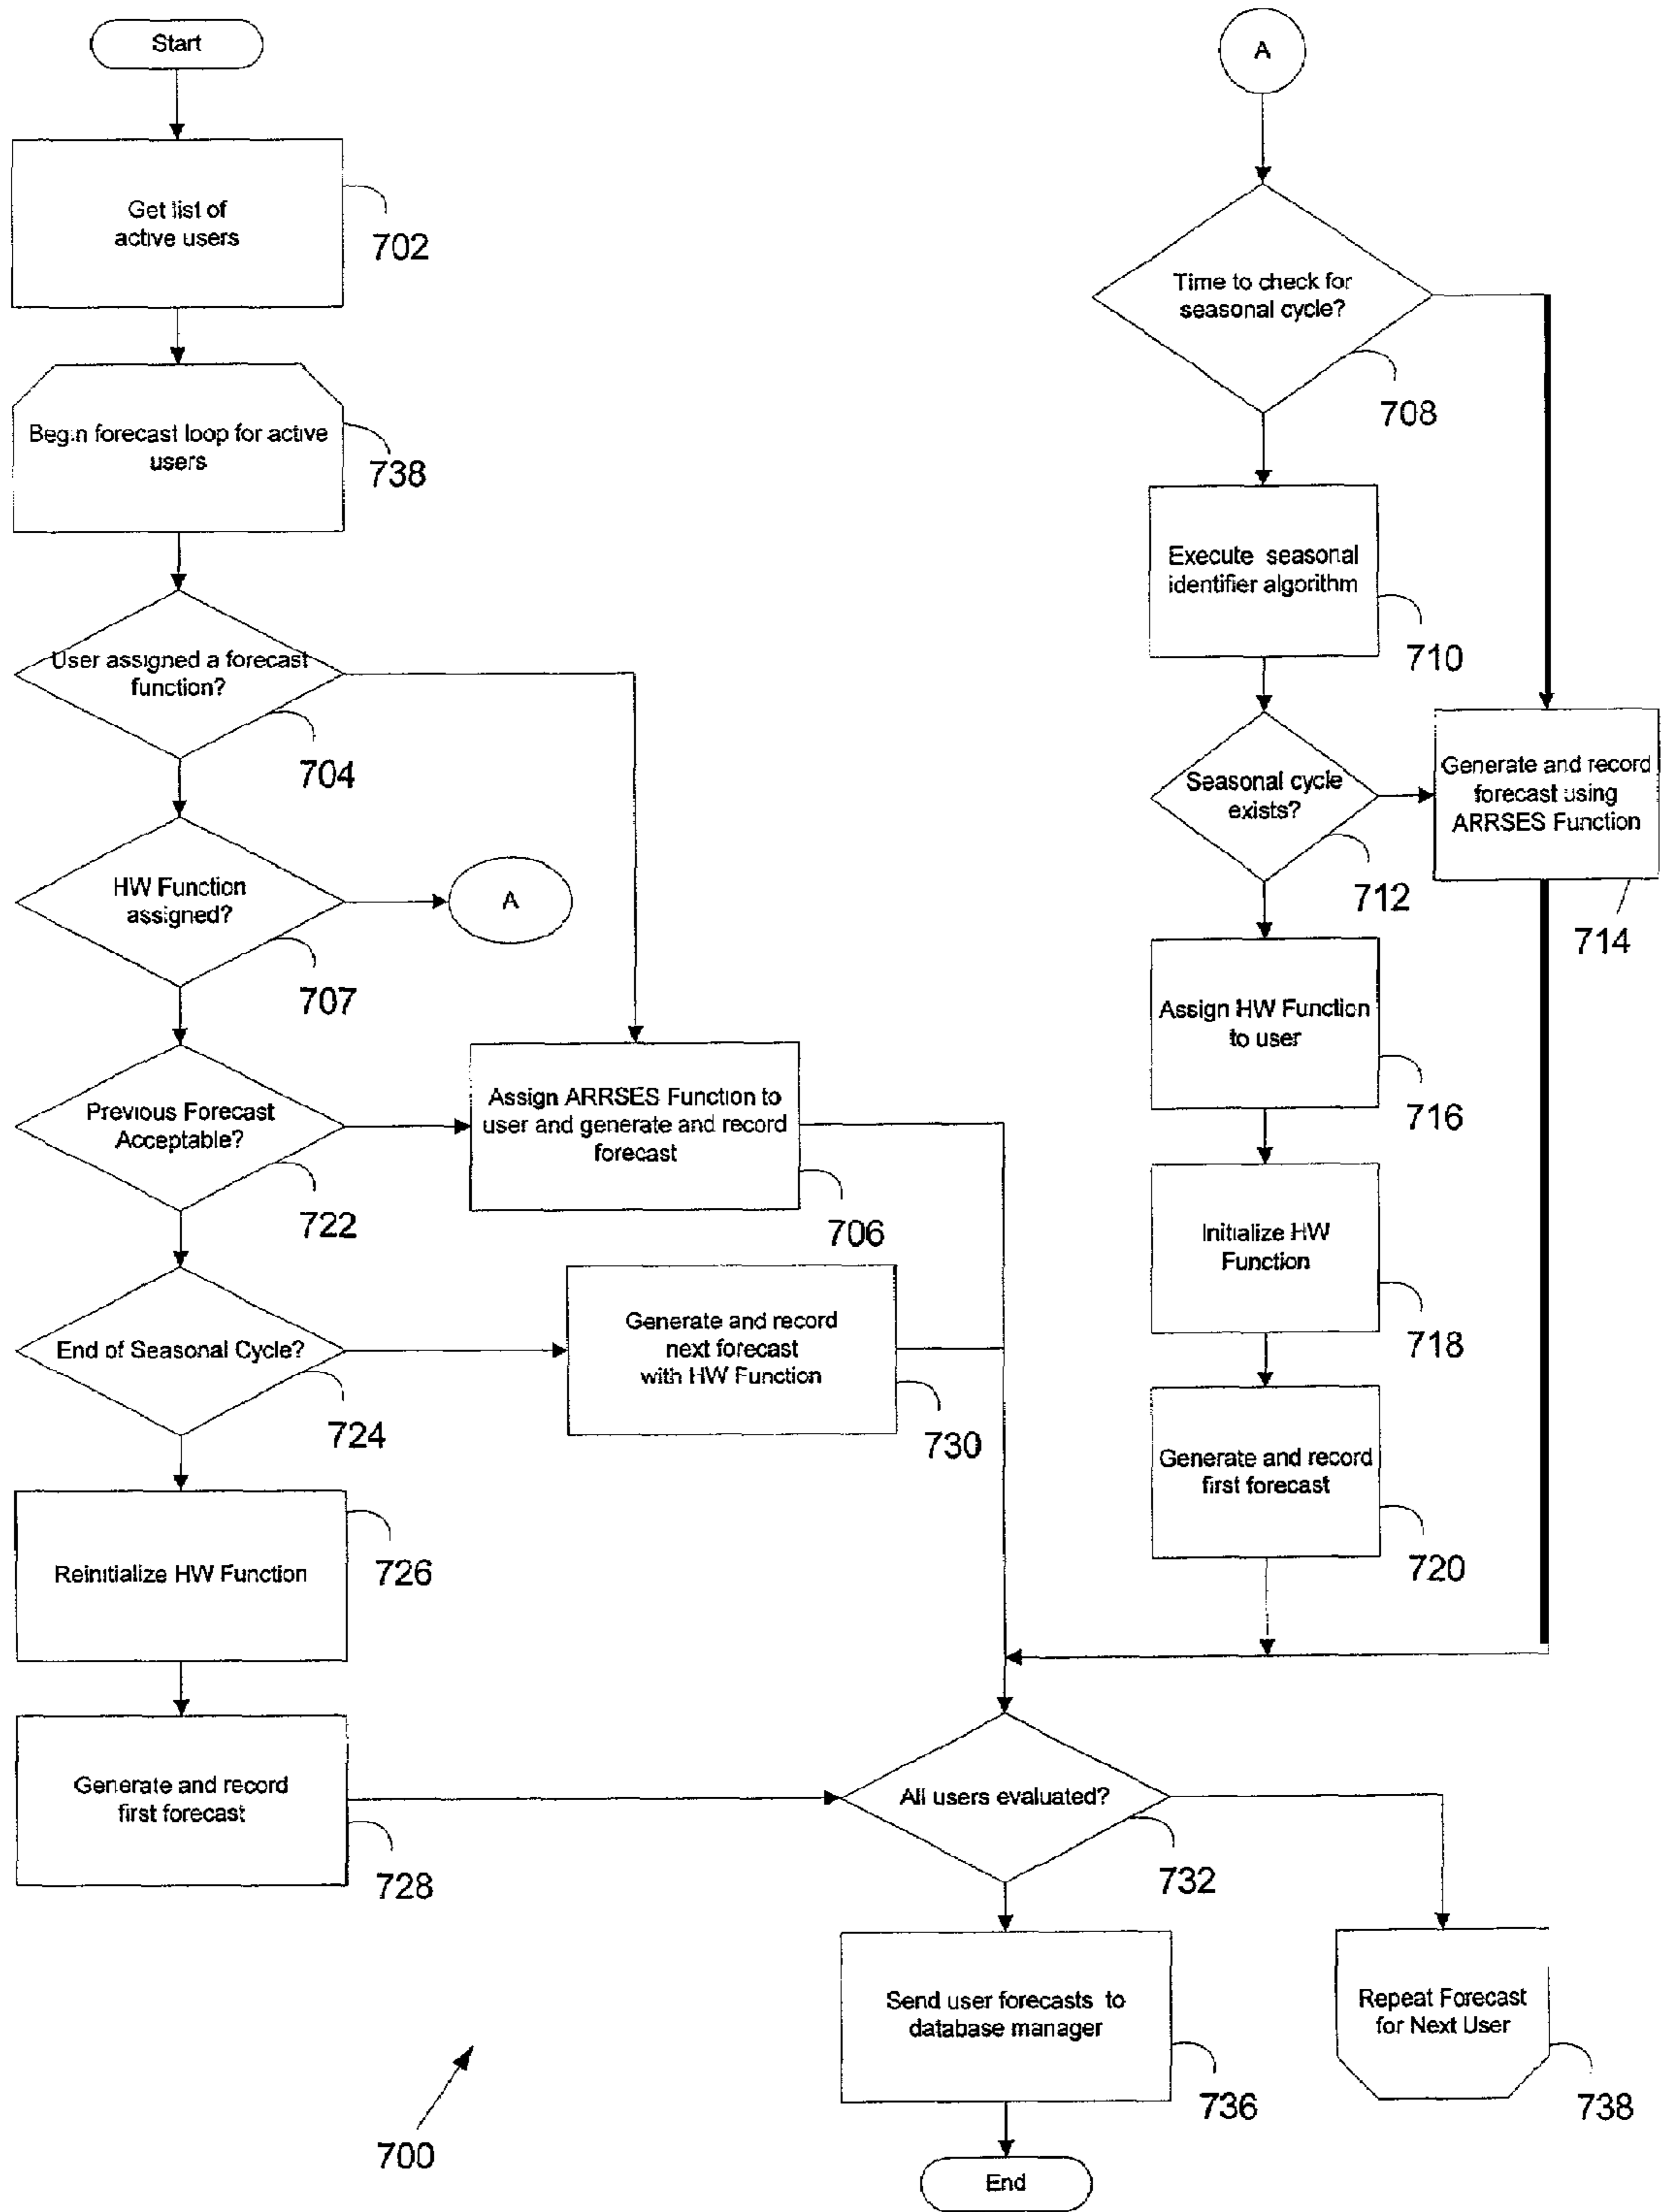 Start
Get list of
active users
702
Begin forecast loop for active
users
738
User assigned a forecast
function?
704
HW Function
assigned?
707
A
Previous Forecast
Acceptable?
722
Assign ARRSES Function to
user and generate and record
forecast
706
End of Seasonal Cycle?
724
Generate and record
next forecast
with HW Function
730
Reinitialize HW Function
726
Generate and record
first forecast
728
A
Time to check for
seasonal cycle?
708
Execute seasonal
identifier algorithm
710
Seasonal cycle
exists?
712
Generate and record
forecast using
ARRSES Function
714
Assign HW Function
to user
716
Initialize HW
Function
718
Generate and record
first forecast
720
All users evaluated?
732
Send user forecasts to
database manager
736
Repeat Forecast
for Next User
738
End
700